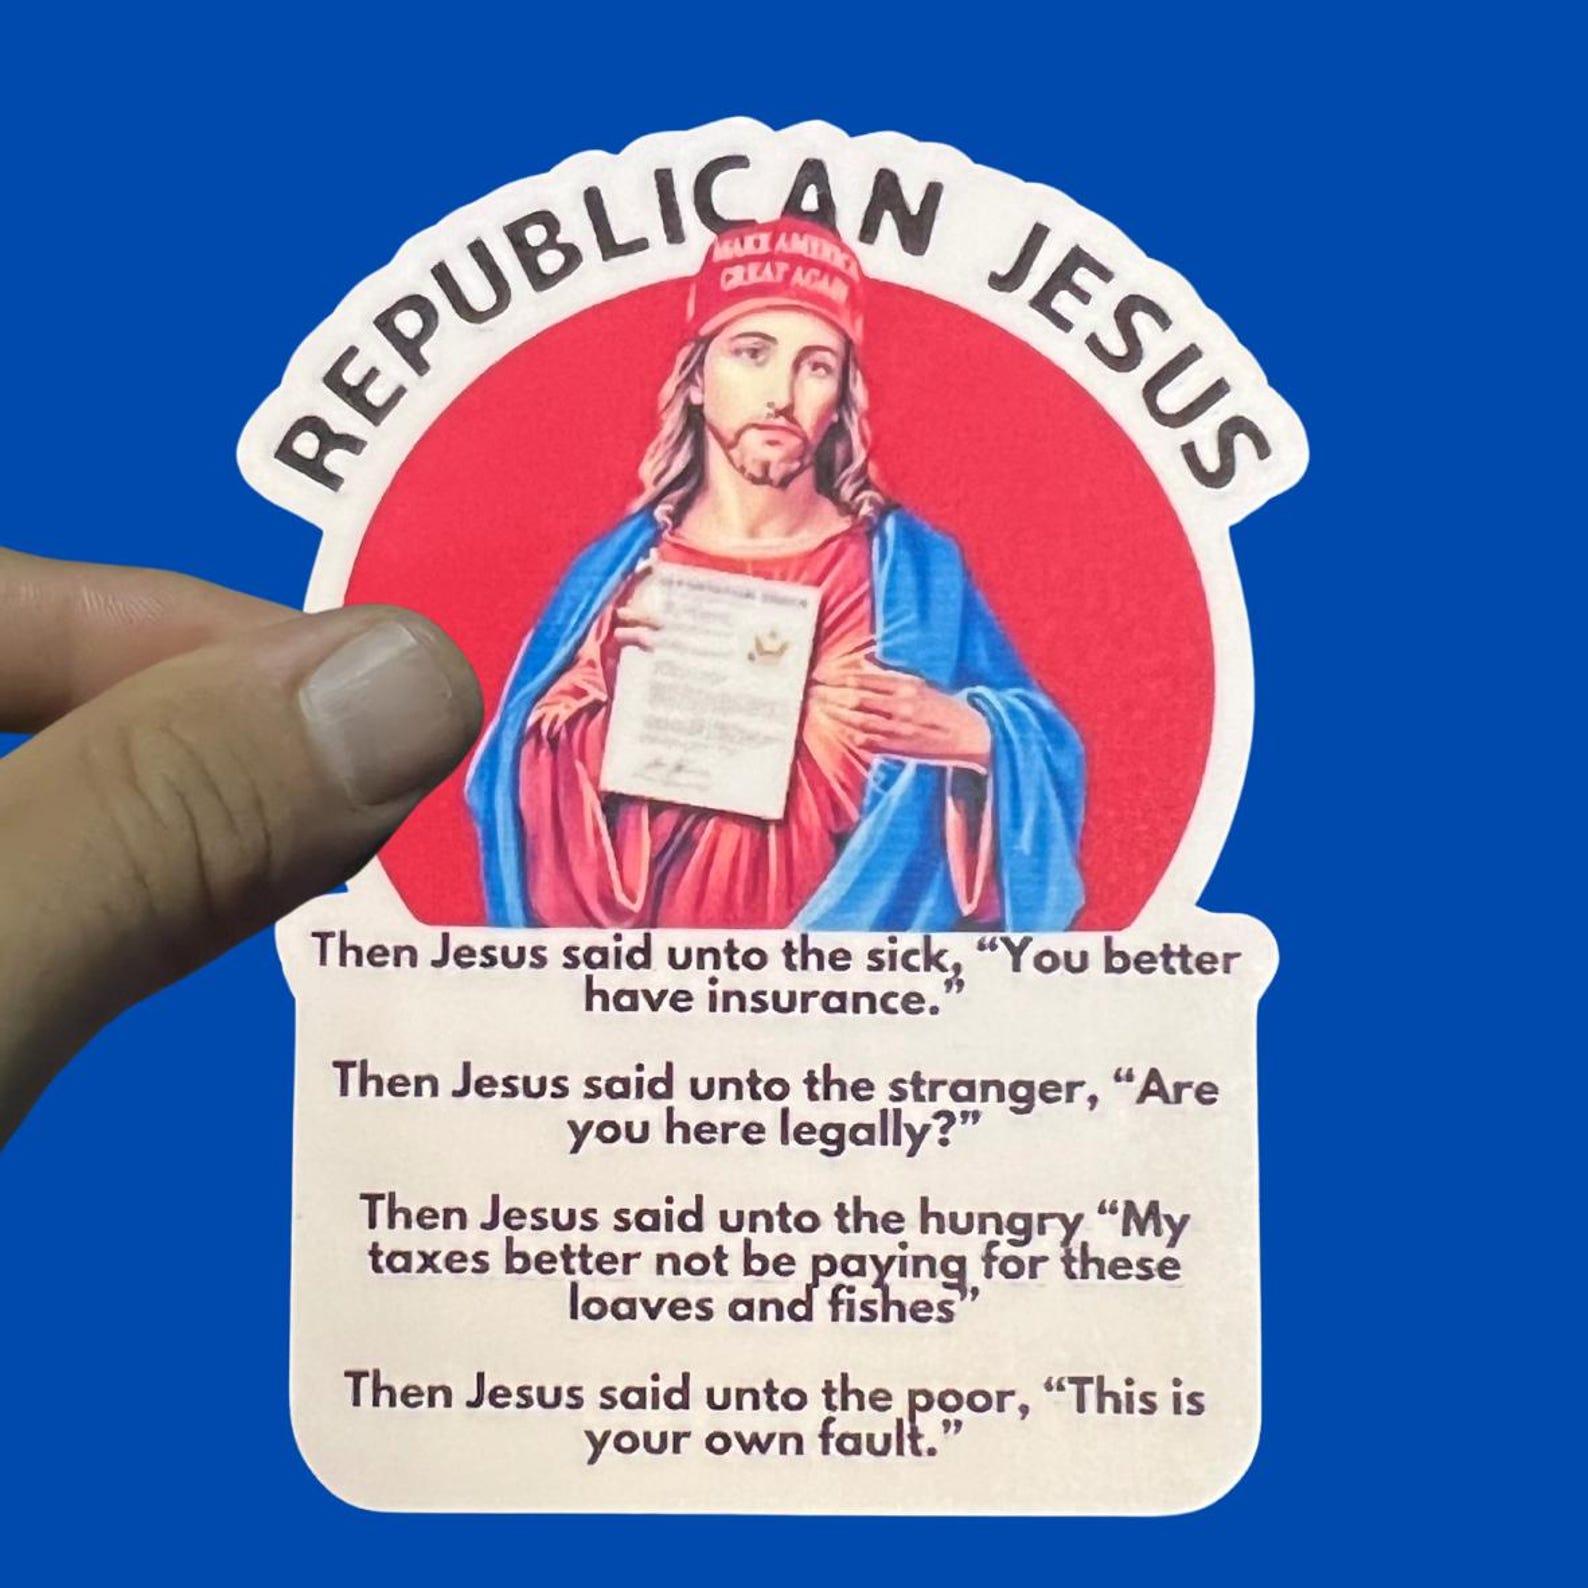 REPUBLICAN JESUS
MAKE AMERICA
GREAT AGAIN
Then Jesus said unto the sick, “You better
have insurance.”
Then Jesus said unto the stranger, “Are
you here legally?”
Then Jesus said unto the hungry “My
taxes better not be paying for these
loaves and fishes”
Then Jesus said unto the poor, “This is
your own fault.”